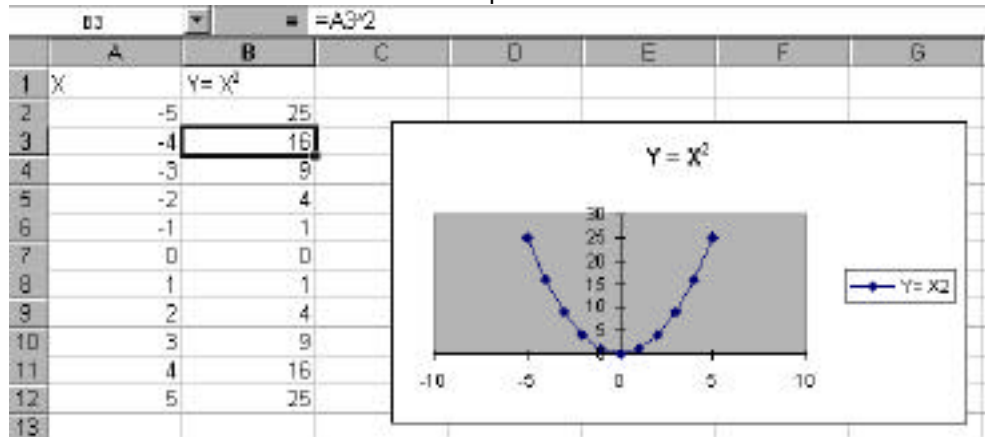 B3 = =A3^2
A B C D E F G
1 X Y= X²
2 -5 25
3 -4 16
4 -3 9
5 -2 4
6 -1 1
7 0 0
8 1 1
9 2 4
10 3 9
11 4 16
12 5 25
13
Y = X²
30
25
20
15
10
5
0
-10 -5 0 5 10
Y= X2